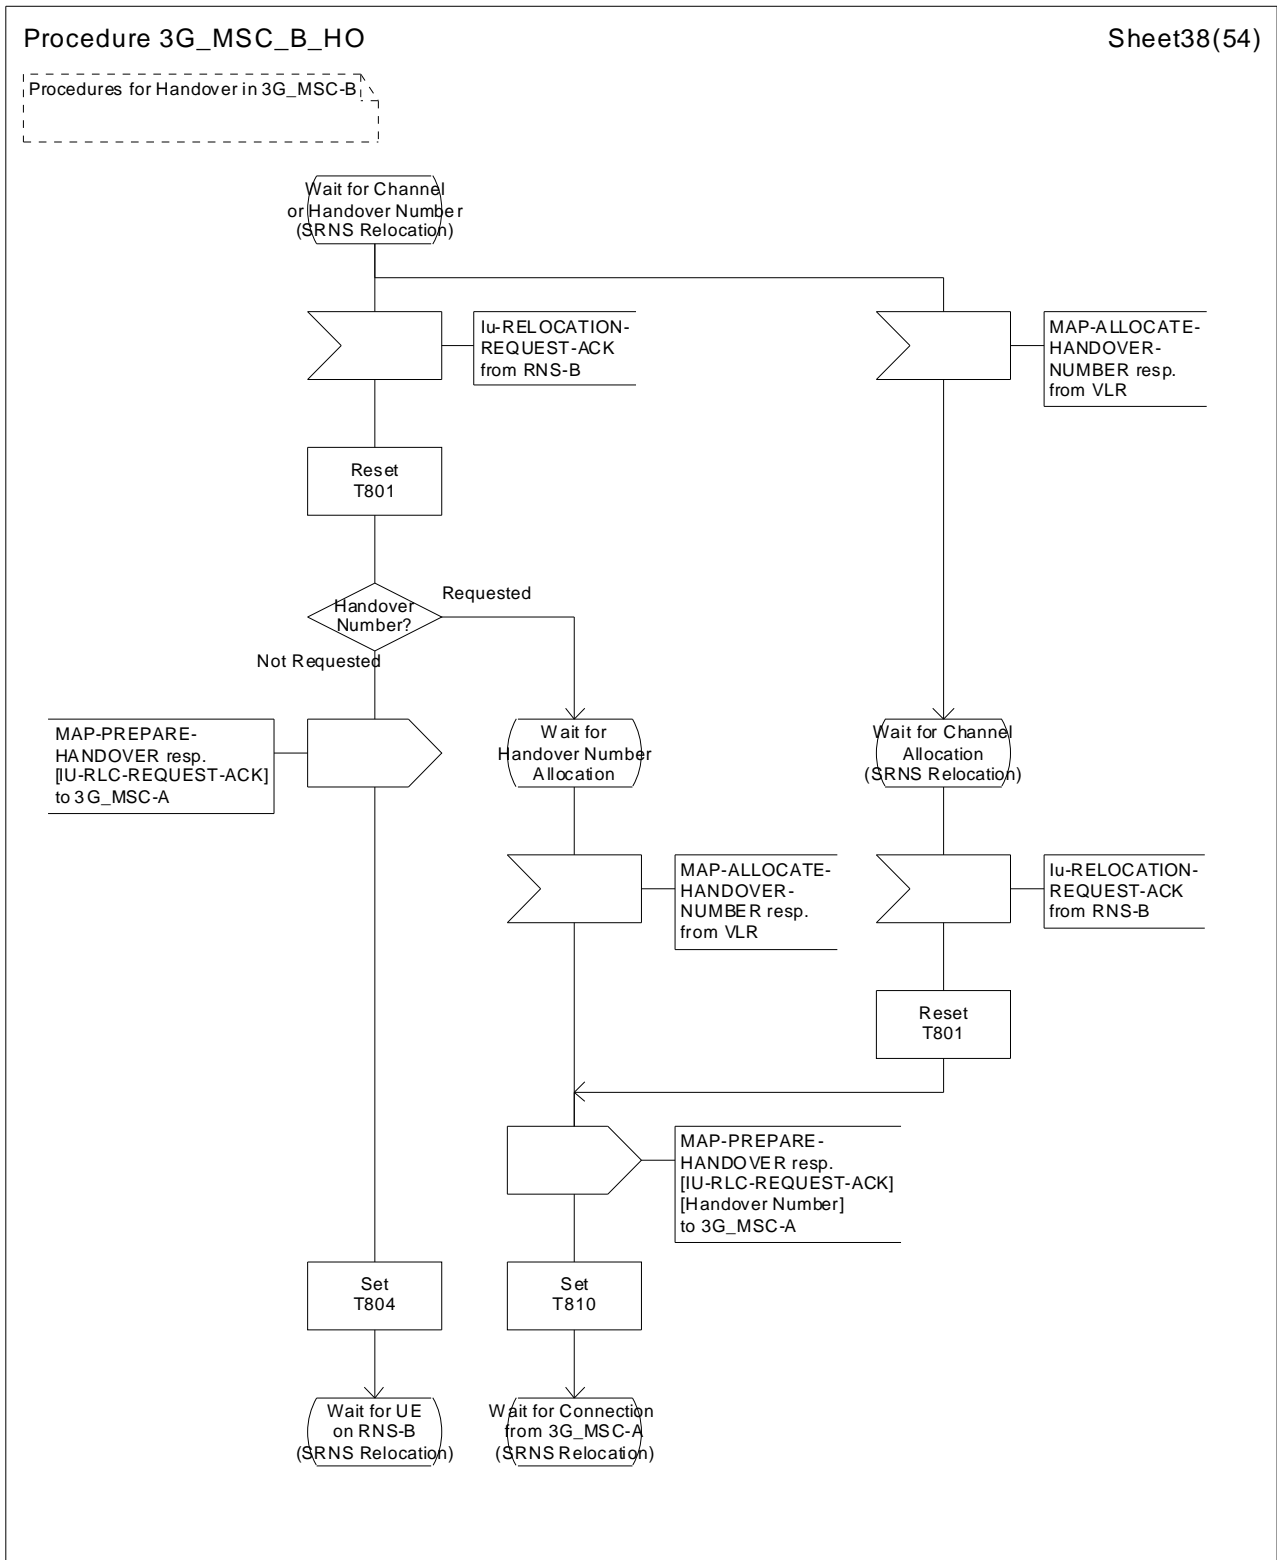 Procedure 3G_MSC_B_HO
Sheet38(54)
Procedures for Handover in 3G_MSC-B
Wait for Channel
or Handover Number
(SRNS Relocation)
Iu-RELOCATION-
REQUEST-ACK
from RNS-B
MAP-ALLOCATE-
HANDOVER-
NUMBER resp.
from VLR
Reset
T801
Handover
Number?
Requested
Not Requested
MAP-PREPARE-
HANDOVER resp.
[IU-RLC-REQUEST-ACK]
to 3G_MSC-A
Wait for
Handover Number
Allocation
Wait for Channel
Allocation
(SRNS Relocation)
MAP-ALLOCATE-
HANDOVER-
NUMBER resp.
from VLR
Iu-RELOCATION-
REQUEST-ACK
from RNS-B
Reset
T801
MAP-PREPARE-
HANDOVER resp.
[IU-RLC-REQUEST-ACK]
[Handover Number]
to 3G_MSC-A
Set
T804
Set
T810
Wait for UE
on RNS-B
(SRNS Relocation)
Wait for Connection
from 3G_MSC-A
(SRNS Relocation)